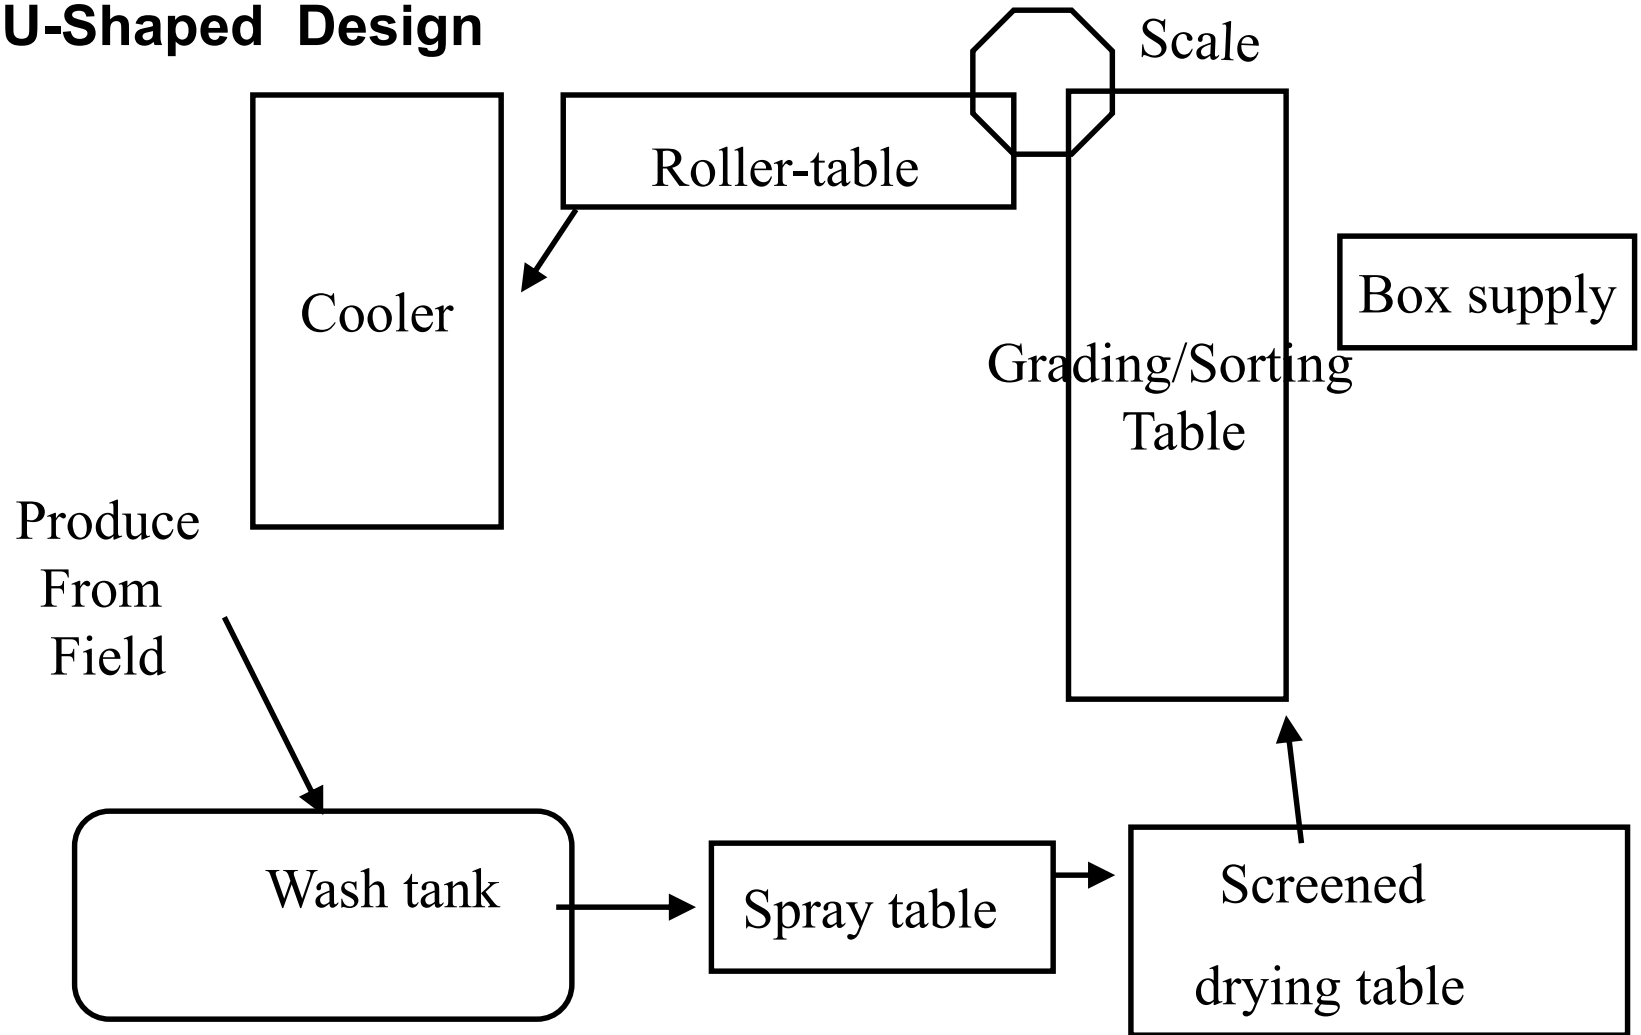 U-Shaped Design
Scale
Roller-table
Box supply
Cooler
Grading/Sorting
Table
Produce
From
Field
Wash tank
Spray table
Screened
drying table